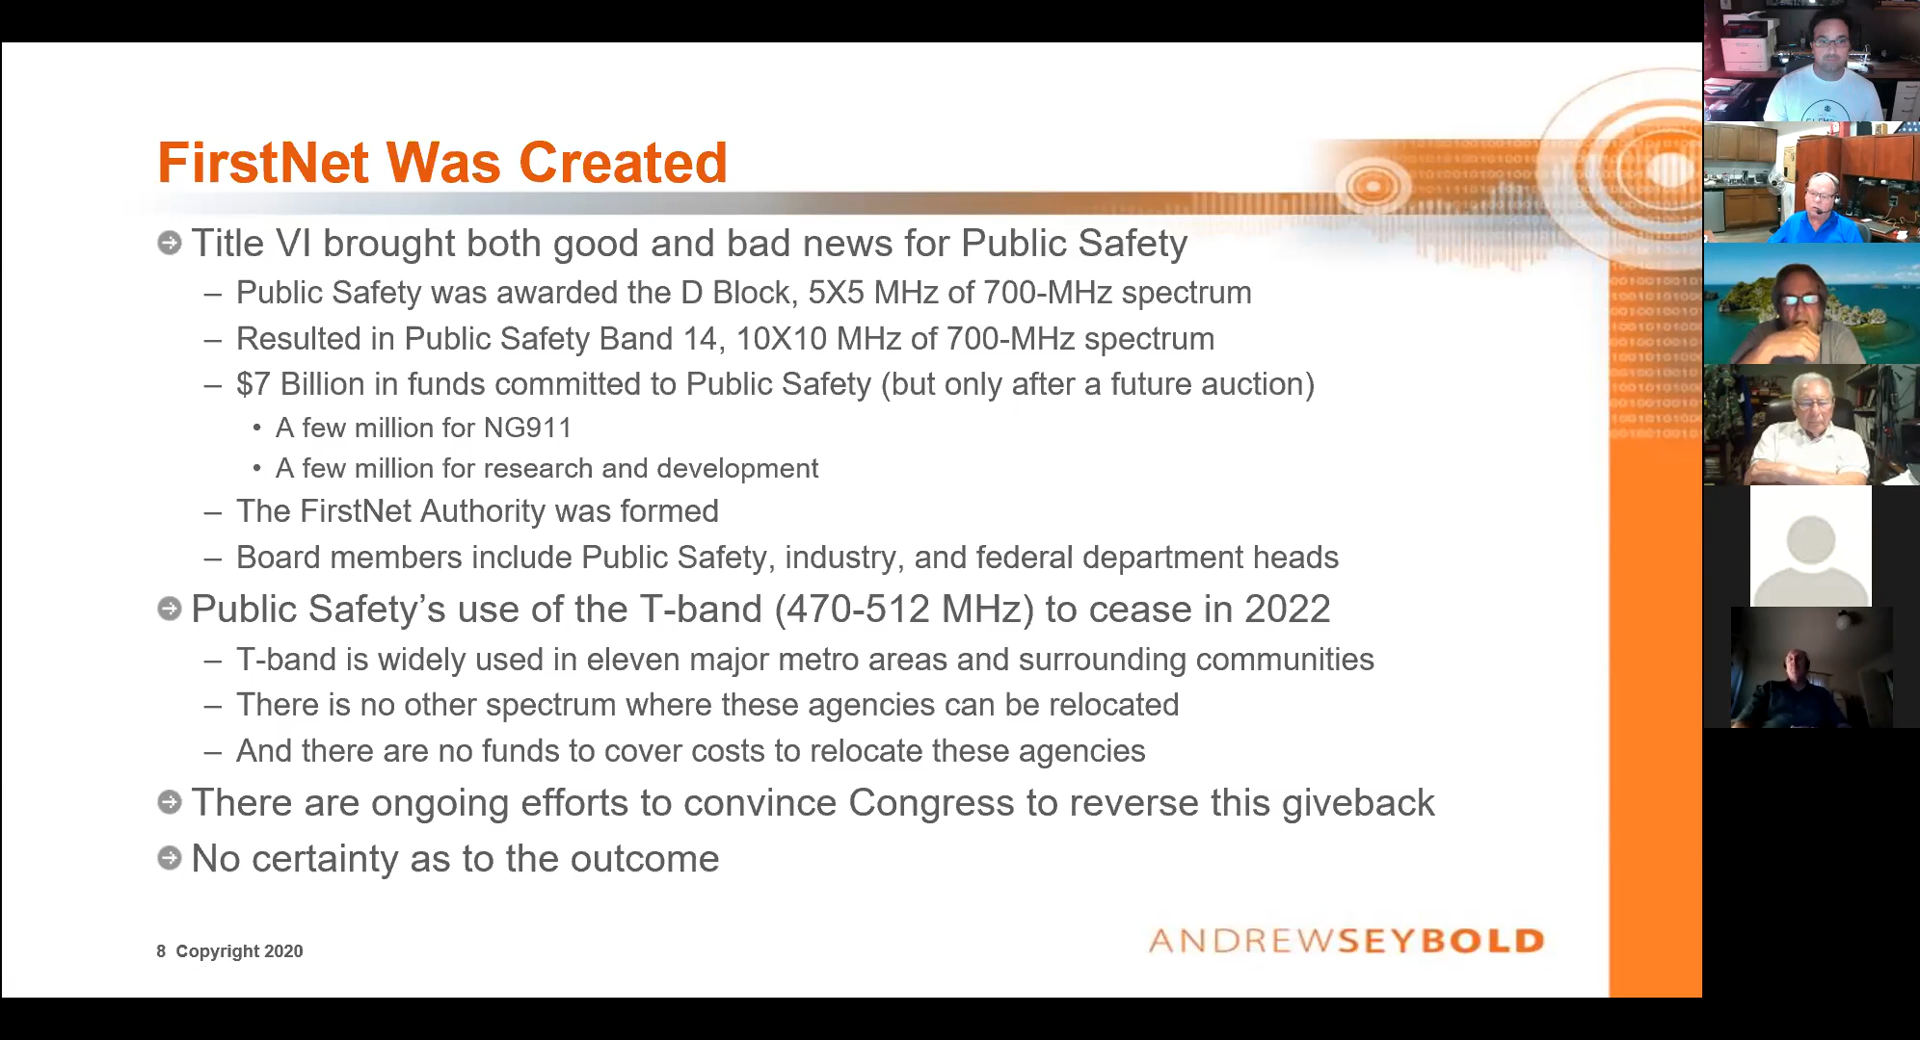 FirstNet Was Created
Title VI brought both good and bad news for Public Safety
– Public Safety was awarded the D Block, 5X5 MHz of 700-MHz spectrum
– Resulted in Public Safety Band 14, 10X10 MHz of 700-MHz spectrum
– $7 Billion in funds committed to Public Safety (but only after a future auction)
• A few million for NG911
• A few million for research and development
– The FirstNet Authority was formed
– Board members include Public Safety, industry, and federal department heads
Public Safety’s use of the T-band (470-512 MHz) to cease in 2022
– T-band is widely used in eleven major metro areas and surrounding communities
– There is no other spectrum where these agencies can be relocated
– And there are no funds to cover costs to relocate these agencies
There are ongoing efforts to convince Congress to reverse this giveback
No certainty as to the outcome
8 Copyright 2020
ANDREWSEYBOLD